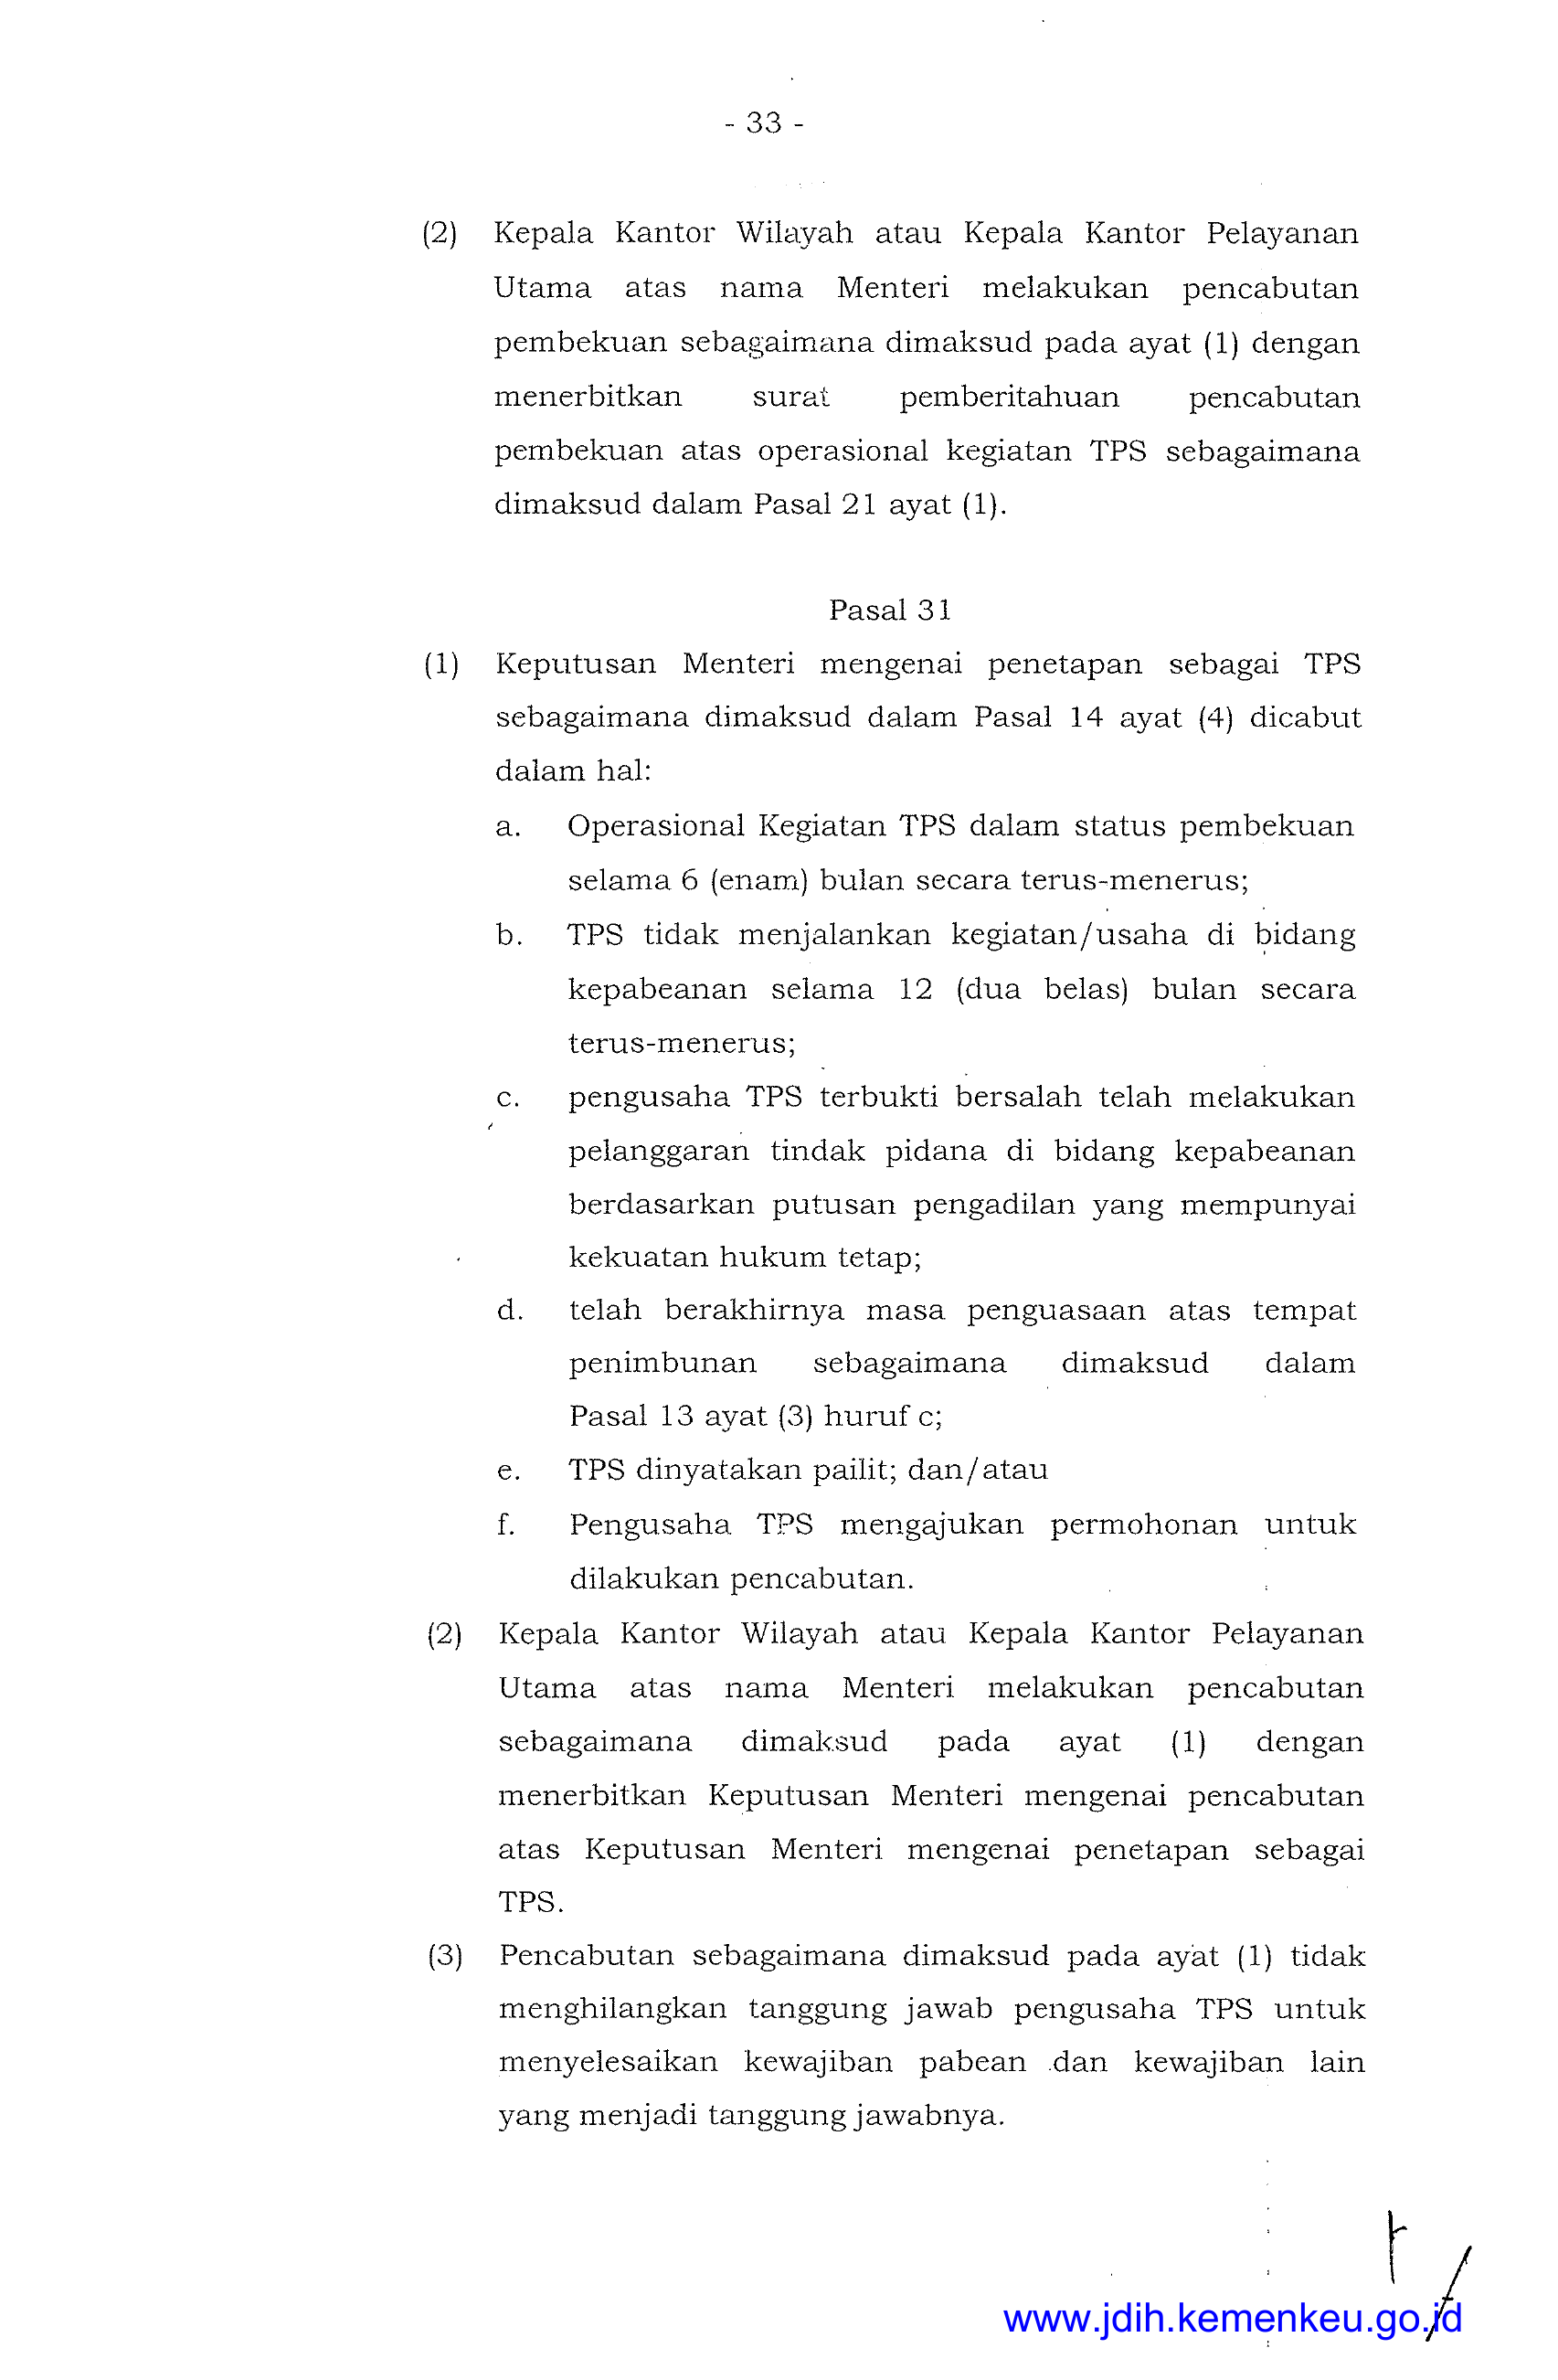 - 33 -
(2) Kepala Kantor Wilayah atau Kepala Kantor Pelayanan
Utama atas nama Menteri melakukan pencabutan
pembekuan sebagaimana dimaksud pada ayat (1) dengan
menerbitkan surat pemberitahuan pencabutan
pembekuan atas operasional kegiatan TPS sebagaimana
dimaksud dalam Pasal 21 ayat (1).
Pasal 31
(1) Keputusan Menteri mengenai penetapan sebagai TPS
sebagaimana dimaksud dalam Pasal 14 ayat (4) dicabut
dalam hal:
a. Operasional Kegiatan TPS dalam status pembekuan
selama 6 (enam) bulan secara terus-menerus;
b. TPS tidak menjalankan kegiatan/usaha di bidang
kepabeanan selama 12 (dua belas) bulan secara
terus-menerus;
c. pengusaha TPS terbukti bersalah telah melakukan
pelanggaran tindak pidana di bidang kepabeanan
berdasarkan putusan pengadilan yang mempunyai
kekuatan hukum tetap;
d. telah berakhirnya masa penguasaan atas tempat
penimbunan sebagaimana dimaksud dalam
Pasal 13 ayat (3) huruf c;
e. TPS dinyatakan pailit; dan/atau
f. Pengusaha TPS mengajukan permohonan untuk
dilakukan pencabutan.
(2) Kepala Kantor Wilayah atau Kepala Kantor Pelayanan
Utama atas nama Menteri melakukan pencabutan
sebagaimana dimaksud pada ayat (1) dengan
menerbitkan Keputusan Menteri mengenai pencabutan
atas Keputusan Menteri mengenai penetapan sebagai
TPS.
(3) Pencabutan sebagaimana dimaksud pada ayat (1) tidak
menghilangkan tanggung jawab pengusaha TPS untuk
menyelesaikan kewajiban pabean dan kewajiban lain
yang menjadi tanggung jawabnya.
www.jdih.kemenkeu.go.id